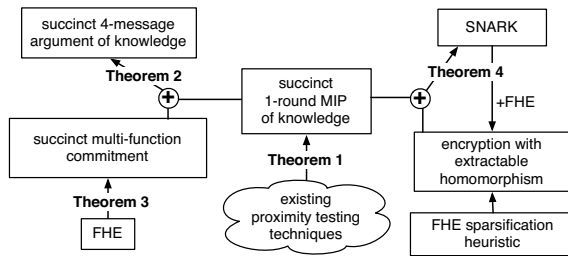 succinct 4-message
argument of knowledge
Theorem 2
+
succinct multi-function
commitment
Theorem 3
FHE
succinct
1-round MIP
of knowledge
Theorem 1
existing
proximity testing
techniques
SNARK
Theorem 4
+
+FHE
encryption with
extractable
homomorphism
FHE sparsification
heuristic